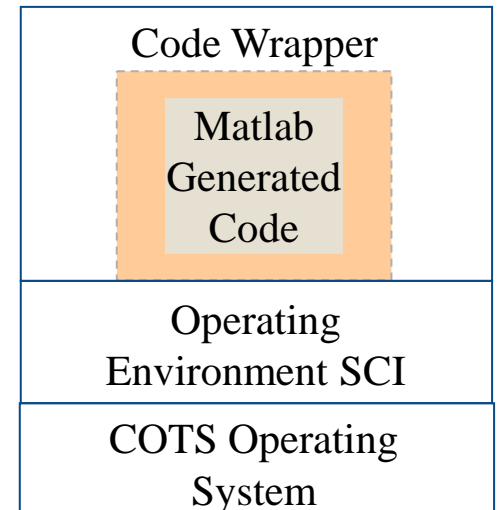 Code Wrapper
Matlab
Generated
Code
Operating
Environment SCI
COTS Operating
System